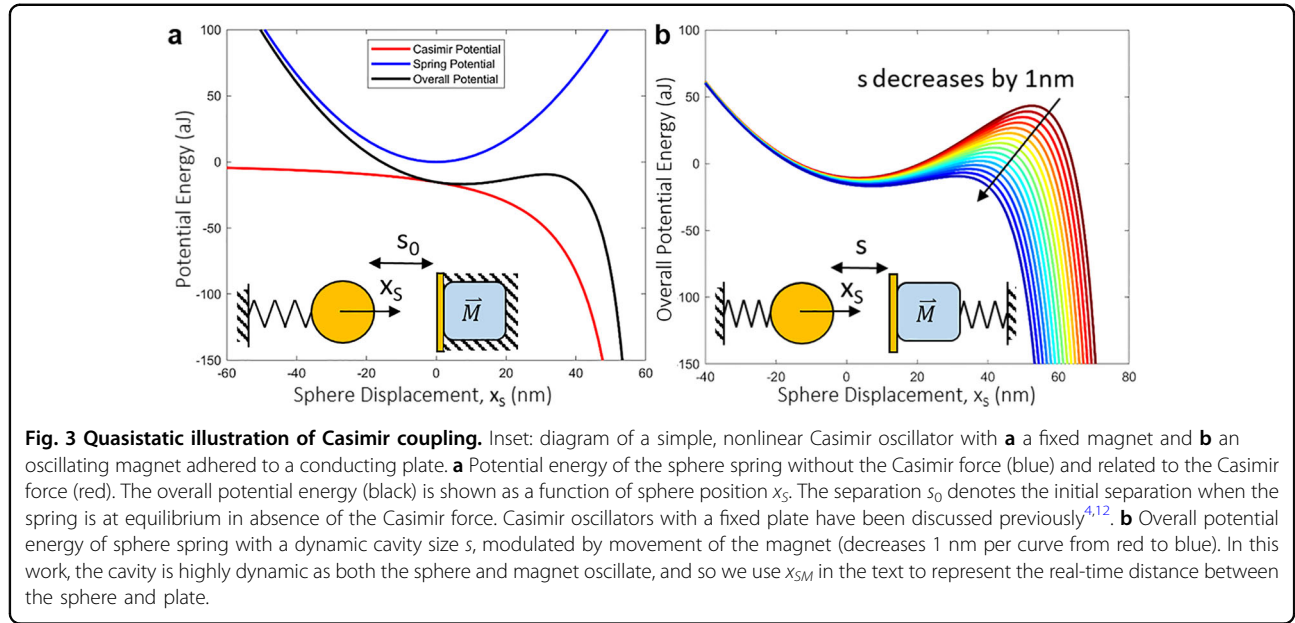 a
100
50
0
-50
-100
-150
Potential Energy (aJ)
Casimir Potential
Spring Potential
Overall Potential
s₀
xS
M⃗
-60
-40
-20
0
20
40
60
Sphere Displacement, xS (nm)
b
100
50
0
-50
100
150
Overall Potential Energy (aJ)
s decreases by 1nm
s
xS
M⃗
-40
-20
0
20
40
60
80
Sphere Displacement, xS (nm)
Fig. 3 Quasistatic illustration of Casimir coupling. Inset: diagram of a simple, nonlinear Casimir oscillator with a a fixed magnet and b an
oscillating magnet adhered to a conducting plate. a Potential energy of the sphere spring without the Casimir force (blue) and related to the Casimir
force (red). The overall potential energy (black) is shown as a function of sphere position xS. The separation s₀ denotes the initial separation when the
spring is at equilibrium in absence of the Casimir force. Casimir oscillators with a fixed plate have been discussed previously⁴,¹². b Overall potential
energy of sphere spring with a dynamic cavity size s, modulated by movement of the magnet (decreases 1 nm per curve from red to blue). In this
work, the cavity is highly dynamic as both the sphere and magnet oscillate, and so we use xSM in the text to represent the real-time distance between
the sphere and plate.